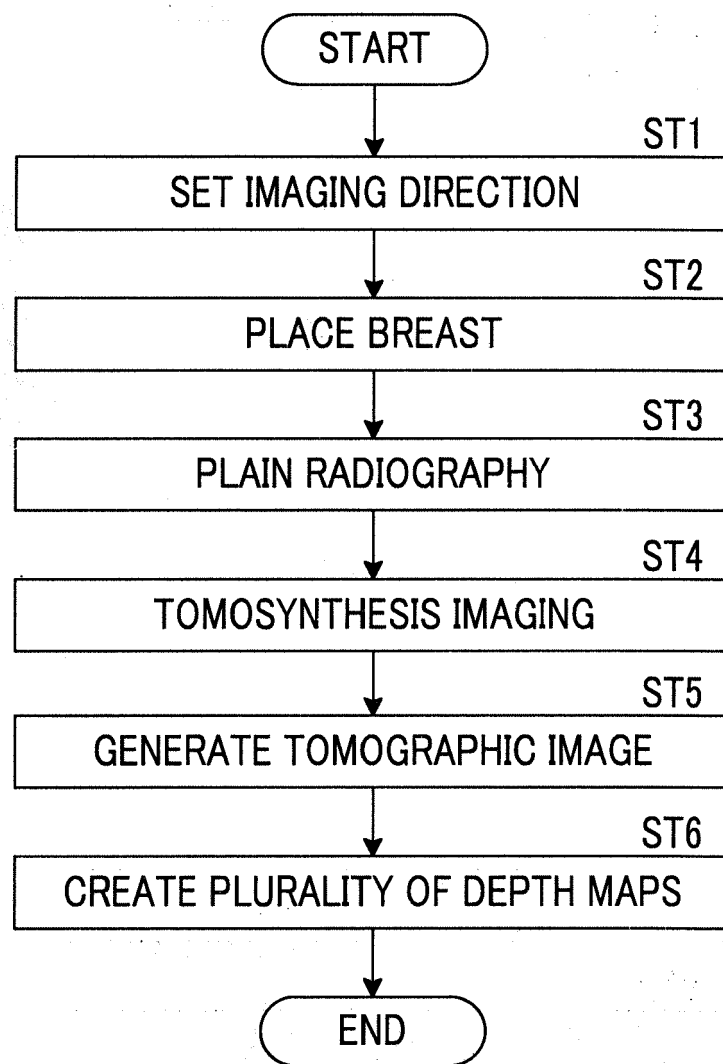 START
ST1
SET IMAGING DIRECTION
ST2
PLACE BREAST
ST3
PLAIN RADIOGRAPHY
ST4
TOMOSYNTHESIS IMAGING
ST5
GENERATE TOMOGRAPHIC IMAGE
ST6
CREATE PLURALITY OF DEPTH MAPS
END